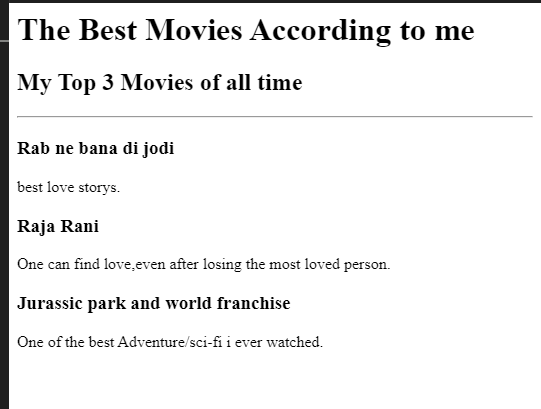 The Best Movies According to me
My Top 3 Movies of all time
Rab ne bana di jodi
best love storys.
Raja Rani
One can find love,even after losing the most loved person.
Jurassic park and world franchise
One of the best Adventure/sci-fi i ever watched.